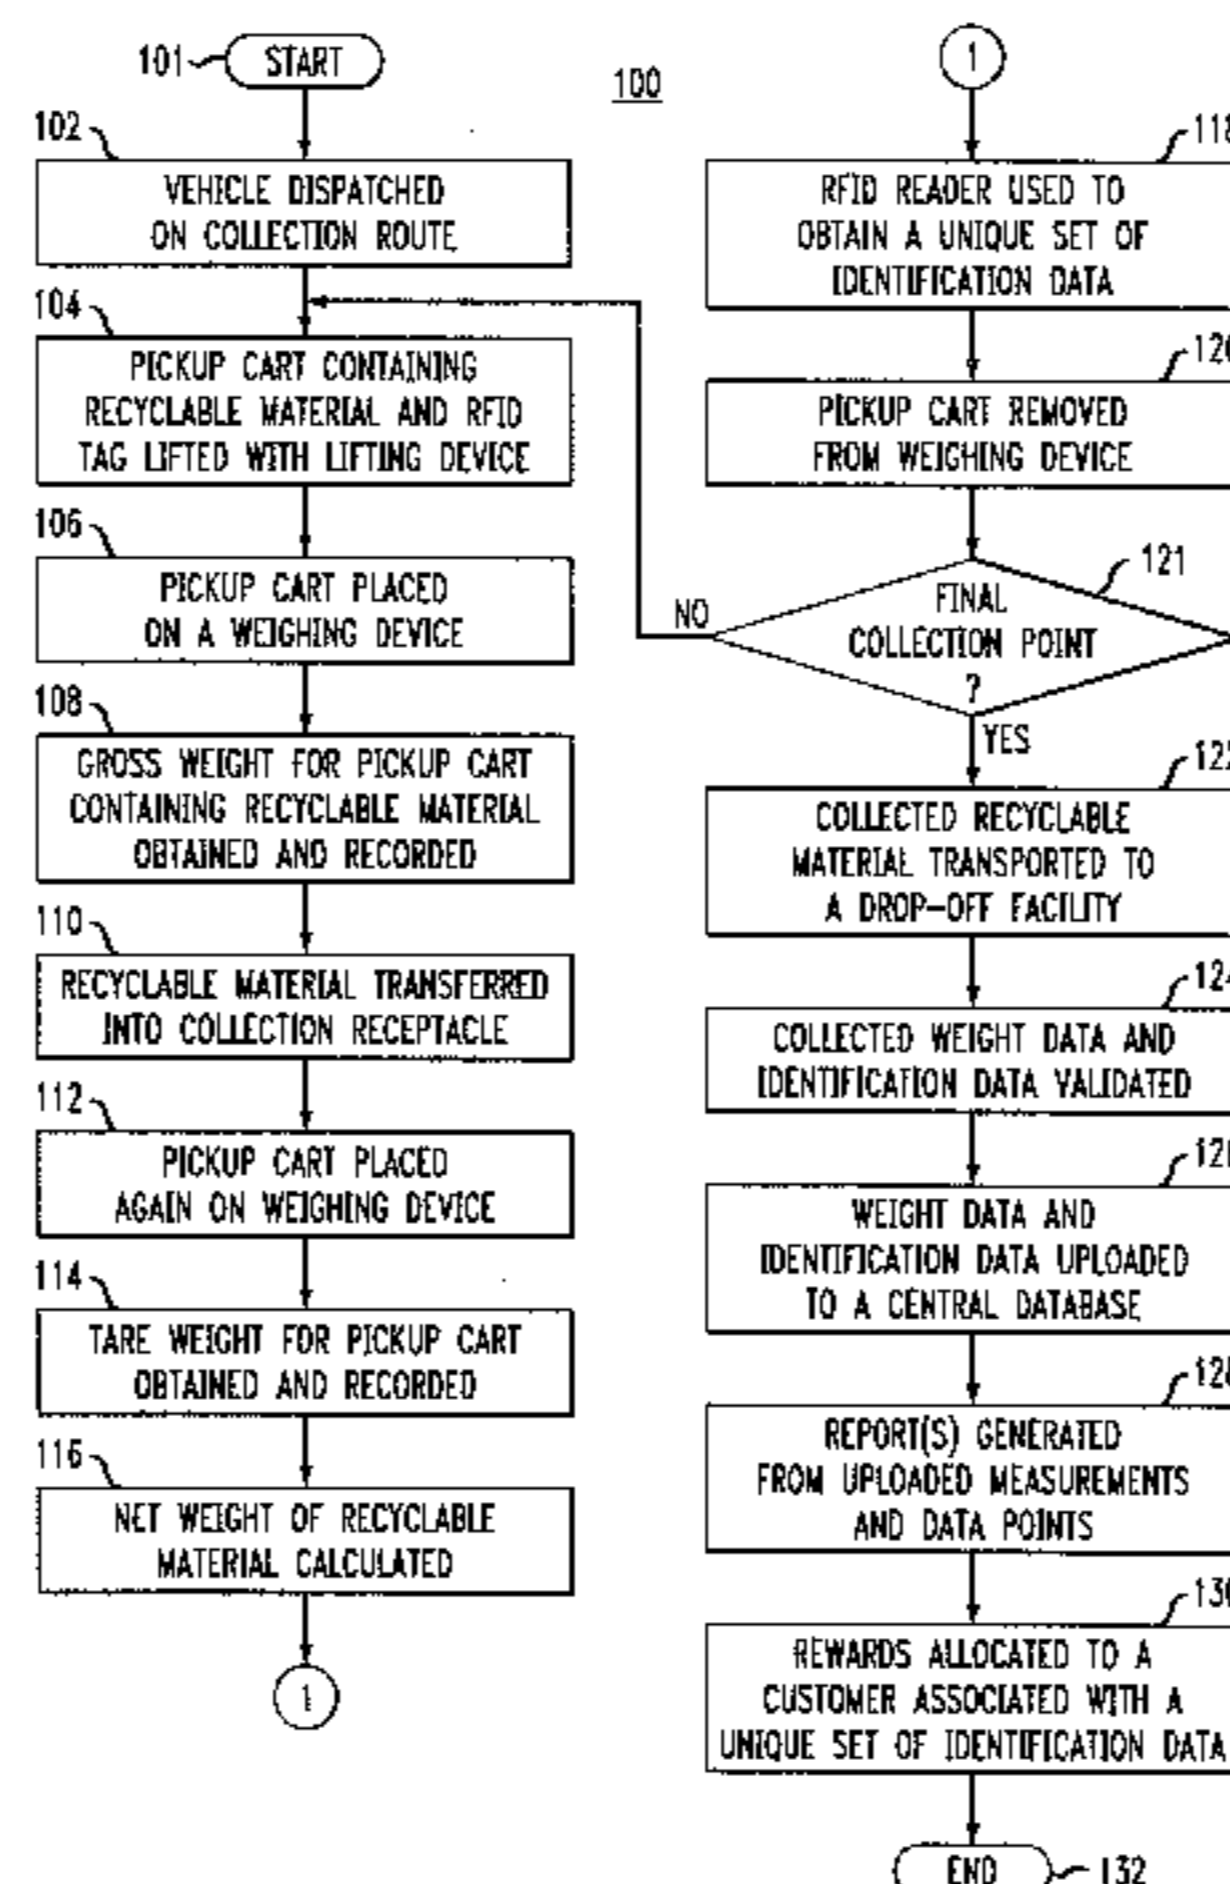 101
START
100
102
VEHICLE DISPATCHED
ON COLLECTION ROUTE
104
PICKUP CART CONTAINING
RECYCLABLE MATERIAL AND RFID
TAG LIFTED WITH LIFTING DEVICE
106
PICKUP CART PLACED
ON A WEIGHING DEVICE
108
GROSS WEIGHT FOR PICKUP CART
CONTAINING RECYCLABLE MATERIAL
OBTAINED AND RECORDED
110
RECYCLABLE MATERIAL TRANSFERRED
INTO COLLECTION RECEPTACLE
112
PICKUP CART PLACED
AGAIN ON WEIGHING DEVICE
114
TARE WEIGHT FOR PICKUP CART
OBTAINED AND RECORDED
116
NET WEIGHT OF RECYCLABLE
MATERIAL CALCULATED
1
1
118
RFID READER USED TO
OBTAIN A UNIQUE SET OF
IDENTIFICATION DATA
120
PICKUP CART REMOVED
FROM WEIGHING DEVICE
121
FINAL
COLLECTION POINT
?
NO
YES
122
COLLECTED RECYCLABLE
MATERIAL TRANSPORTED TO
A DROP-OFF FACILITY
124
COLLECTED WEIGHT DATA AND
IDENTIFICATION DATA VALIDATED
WEIGHT DATA AND
IDENTIFICATION DATA UPLOADED
TO A CENTRAL DATABASE
REPORT(S) GENERATED
FROM UPLOADED MEASUREMENTS
AND DATA POINTS
130
REWARDS ALLOCATED TO A
CUSTOMER ASSOCIATED WITH A
UNIQUE SET OF IDENTIFICATION DATA
END
132